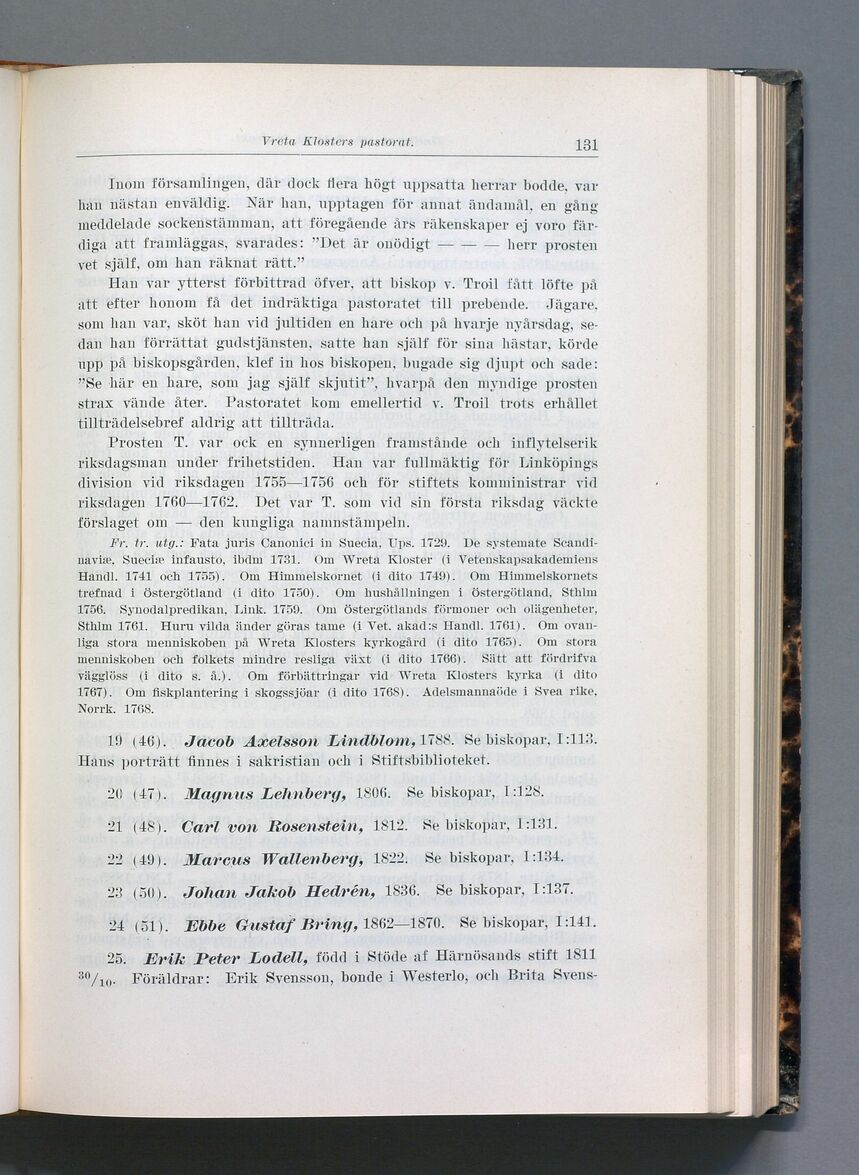 Vreta Klosters pastorat. 131
Inom församlingen, där dock flera högt uppsatta herrar bodde, var
han nästan enväldig. När han, upptagen för annat ändamål, en gång
meddelade sockenstämman, att föregående års räkenskaper ej voro fär-
diga att framläggas, svarades: ”Det är onödigt — — — herr prosten
vet själf, om han räknat rätt.”
Han var ytterst förbittrad öfver, att biskop v. Troil fått löfte på
att efter honom få det indräktiga pastoratet till prebende. Jägare,
som han var, sköt han vid jultiden en hare och på hvarje nyårsdag, se-
dan han förrättat gudstjänsten, satte han själf för sina hästar, körde
upp på biskopsgården, klef in hos biskopen, bugade sig djupt och sade:
”Se här en hare, som jag själf skjutit”, hvarpå den myndige prosten
strax vände åter. Pastoratet kom emellertid v. Troil trots erhållet
tillträdelsebref aldrig att tillträda.
Prosten T. var ock en synnerligen framstånde och inflytelserik
riksdagsman under frihetstiden. Han var fullmäktig för Linköpings
division vid riksdagen 1755—1756 och för stiftets komministrar vid
riksdagen 1760—1762. Det var T. som vid sin första riksdag väckte
förslaget om — den kungliga namnstämpeln.
Fr. tr. utg.: Fata juris Canonici in Suecia, Ups. 1729. De systemate Scandi-
naviæ, Sueciæ infausto, ibdm 1731. Om Wreta Kloster (i Vetenskapsakademiens
Handl. 1741 och 1755). Om Himmelskornet (i dito 1749). Om Himmelskornets
trefnad i Östergötland (i dito 1750). Om hushållningen i Östergötland, Sthlm
1756. Synodalpredikan, Link. 1759. Om Östergötlands förmoner och olägenheter,
Sthlm 1761. Huru vilda änder göras tame (i Vet. akad:s Handl. 1761). Om ovan-
liga stora menniskoben på Wreta Klosters kyrkogård (i dito 1765). Om stora
menniskoben och folkets mindre resliga växt (i dito 1766). Sätt att fördrifva
vägglöss (i dito s. å.). Om förbättringar vid Wreta Klosters kyrka (i dito
1767). Om fiskplantering i skogssjöar (i dito 1768). Adelsmannaöde i Svea rike,
Norrk. 1768.
19 (46). Jacob Axelsson Lindblom, 1788. Se biskopar, I:113.
Hans porträtt finnes i sakristian och i Stiftsbiblioteket.
20 (47). Magnus Lehnberg, 1806. Se biskopar, I:128.
21 (48). Carl von Rosenstein, 1812. Se biskopar, I:131.
22 (49). Marcus Wallenberg, 1822. Se biskopar, I:134.
23 (50). Johan Jakob Hedrén, 1836. Se biskopar, I:137.
24 (51). Ebbe Gustaf Bring, 1862—1870. Se biskopar, I:141.
25. Erik Peter Lodell, född i Stöde af Härnösands stift 1811
30/10. Föräldrar: Erik Svensson, bonde i Westerlo, och Brita Svens-